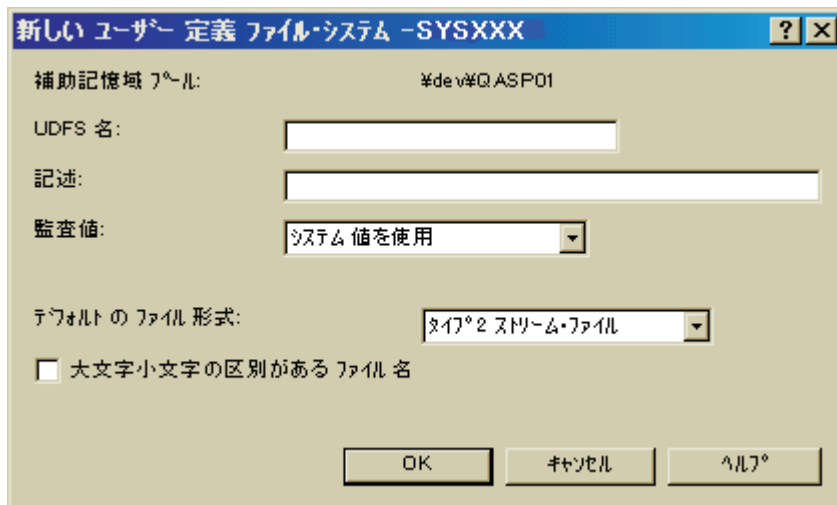 新しい ﾕｰｻﾞｰ 定義 ﾌｧｲﾙ･ｼｽﾃﾑ -SYSXXX
補助記憶域 ﾌﾟｰﾙ: ¥dev¥QASP01
UDFS 名:
記述:
監査値: ｼｽﾃﾑ 値を使用
ﾃﾞﾌｫﾙﾄ の ﾌｧｲﾙ 形式: ﾀｲﾌﾟ2 ｽﾄﾘｰﾑ･ﾌｧｲﾙ
大文字小文字の区別がある ﾌｧｲﾙ 名
OK ｷｬﾝｾﾙ ﾍﾙﾌﾟ